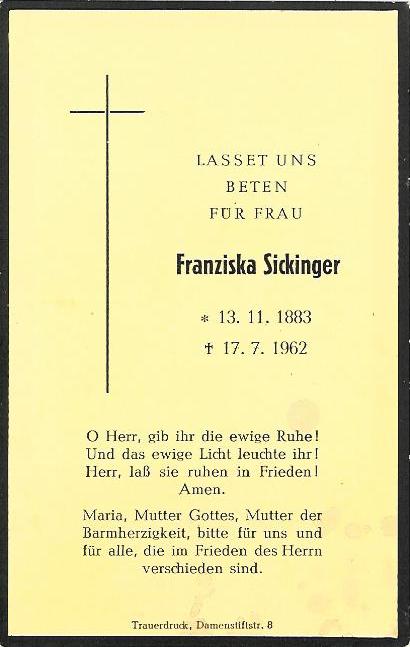 LASSET UNS
BETEN
FÜR FRAU
Franziska Sickinger
* 13. 11. 1883
† 17. 7. 1962
O Herr, gib ihr die ewige Ruhe!
Und das ewige Licht leuchte ihr!
Herr, laß sie ruhen in Frieden!
Amen.
Maria, Mutter Gottes, Mutter der
Barmherzigkeit, bitte für uns und
für alle, die im Frieden des Herrn
verschieden sind.
Trauerdruck, Damenstiftstr. 8